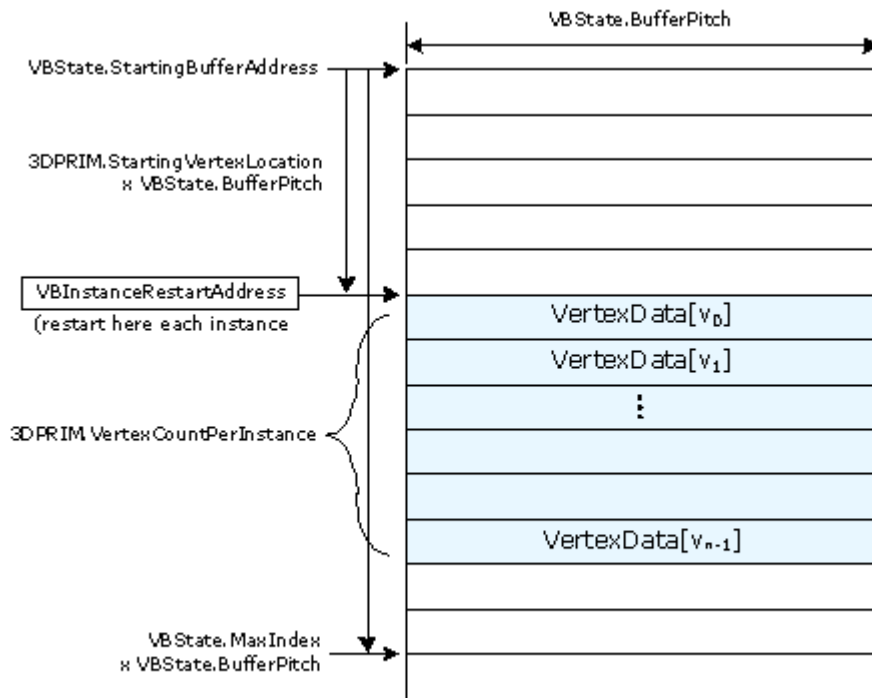 VBState.BufferPitch
VBState.StartingBufferAddress
3DPRIM.StartingVertexLocation
x VBState.BufferPitch
VBInstanceRestartAddress
(restart here each instance
VertexData[v₀]
VertexData[v₁]
⋮
3DPRIM.VertexCountPerInstance
VertexData[vₙ₋₁]
VBState.MaxIndex
x VBState.BufferPitch